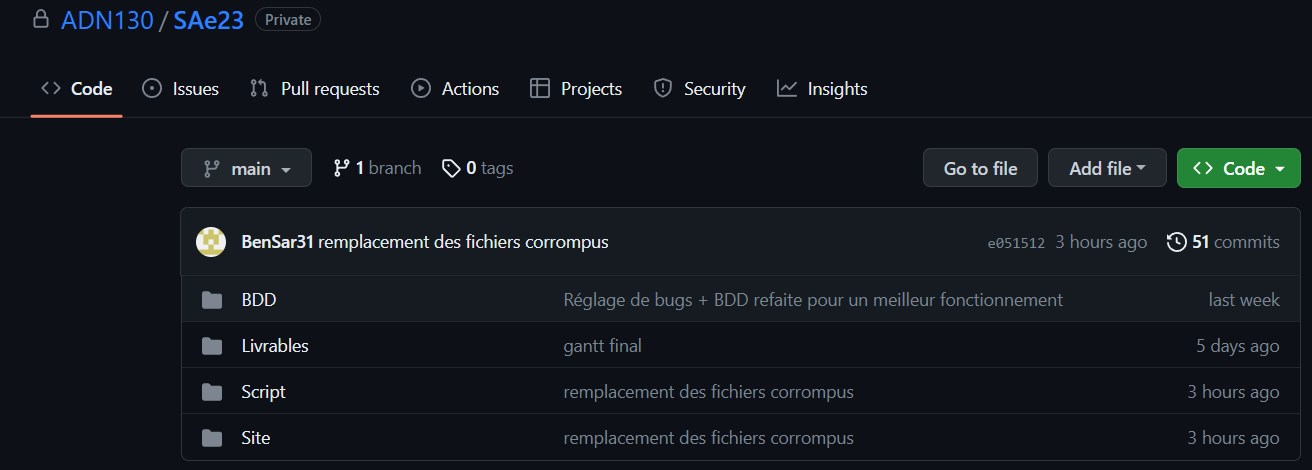 ADN130 / SAe23 Private
Code Issues Pull requests Actions Projects Security Insights
main 1 branch 0 tags Go to file Add file Code
BenSar31 remplacement des fichiers corrompus e051512 3 hours ago 51 commits
BDD Réglage de bugs + BDD refaite pour un meilleur fonctionnement last week
Livrables gantt final 5 days ago
Script remplacement des fichiers corrompus 3 hours ago
Site remplacement des fichiers corrompus 3 hours ago